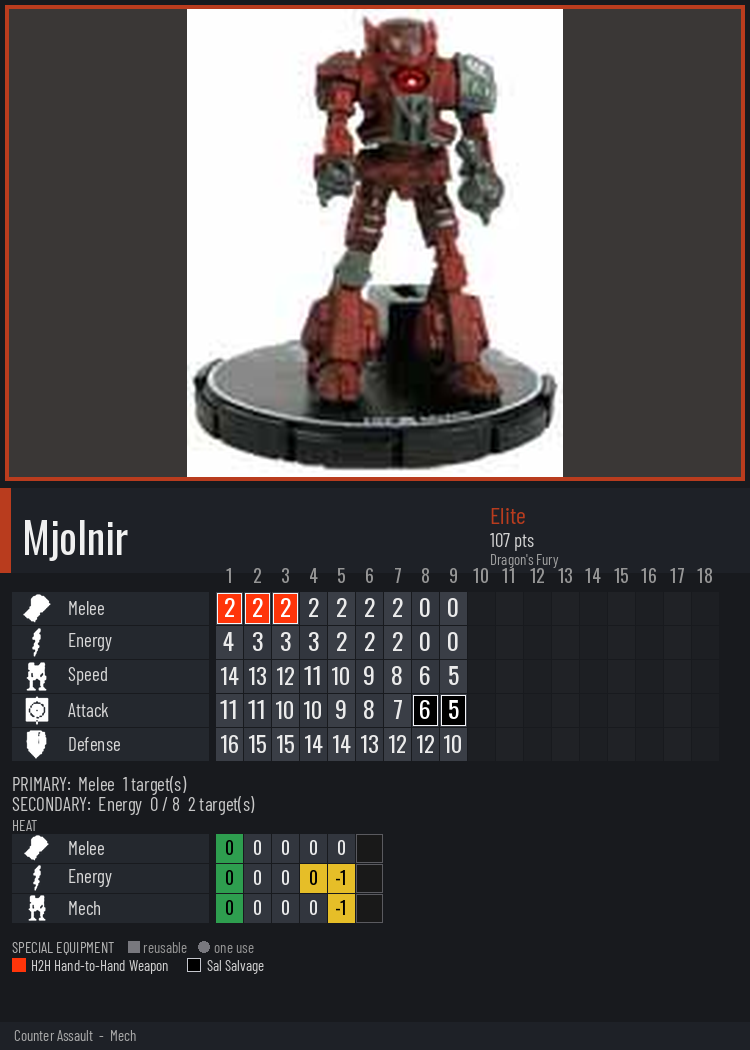 Mjolnir
Elite
107 pts
Dragon's Fury
1 2 3 4 5 6 7 8 9 10 11 12 13 14 15 16 17 18
Melee 2 2 2 2 2 2 2 0 0
Energy 4 3 3 3 2 2 2 0 0
Speed 14 13 12 11 10 9 8 6 5
Attack 11 11 10 10 9 8 7 6 5
Defense 16 15 15 14 14 13 12 12 10
PRIMARY: Melee 1 target(s)
SECONDARY: Energy 0 / 8 2 target(s)
HEAT
Melee 0 0 0 0 0
Energy 0 0 0 0 -1
Mech 0 0 0 0 -1
SPECIAL EQUIPMENT reusable one use
H2H Hand-to-Hand Weapon Sal Salvage
Counter Assault - Mech